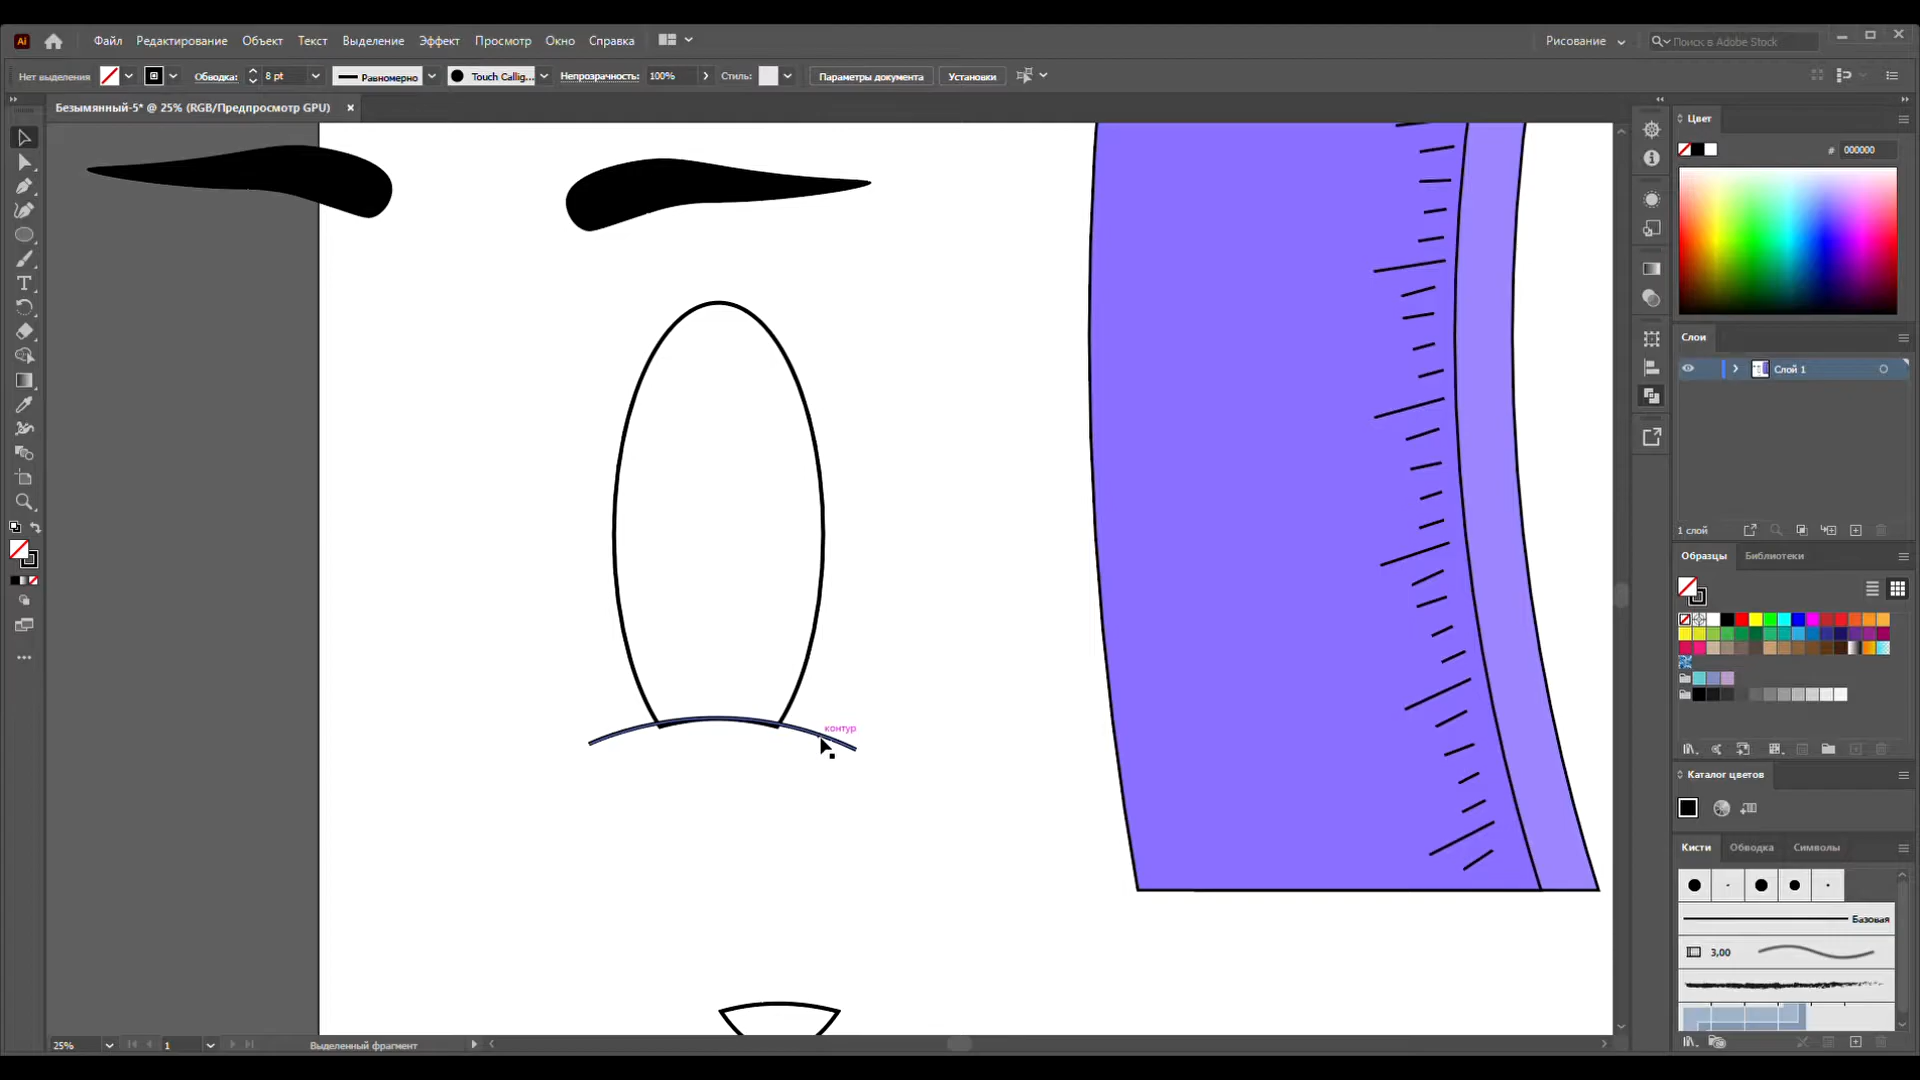 Ai Файл Редактирование Объект Текст Выделение Эффект Просмотр Окно Справка Рисование Поиск в Adobe Stock
Нет выделения Обводка: 8 pt Равномерно Touch Callig... Непрозрачность: 100% Стиль: Параметры документа Установки
Безымянный-5* @ 25% (RGB/Предпросмотр GPU)
Цвет
# 000000
Слои
Слой 1
1 слой
Образцы Библиотеки
контур
Каталог цветов
Кисти Обводка Символы
Базовая
3,00
25% 1 Выделенный фрагмент